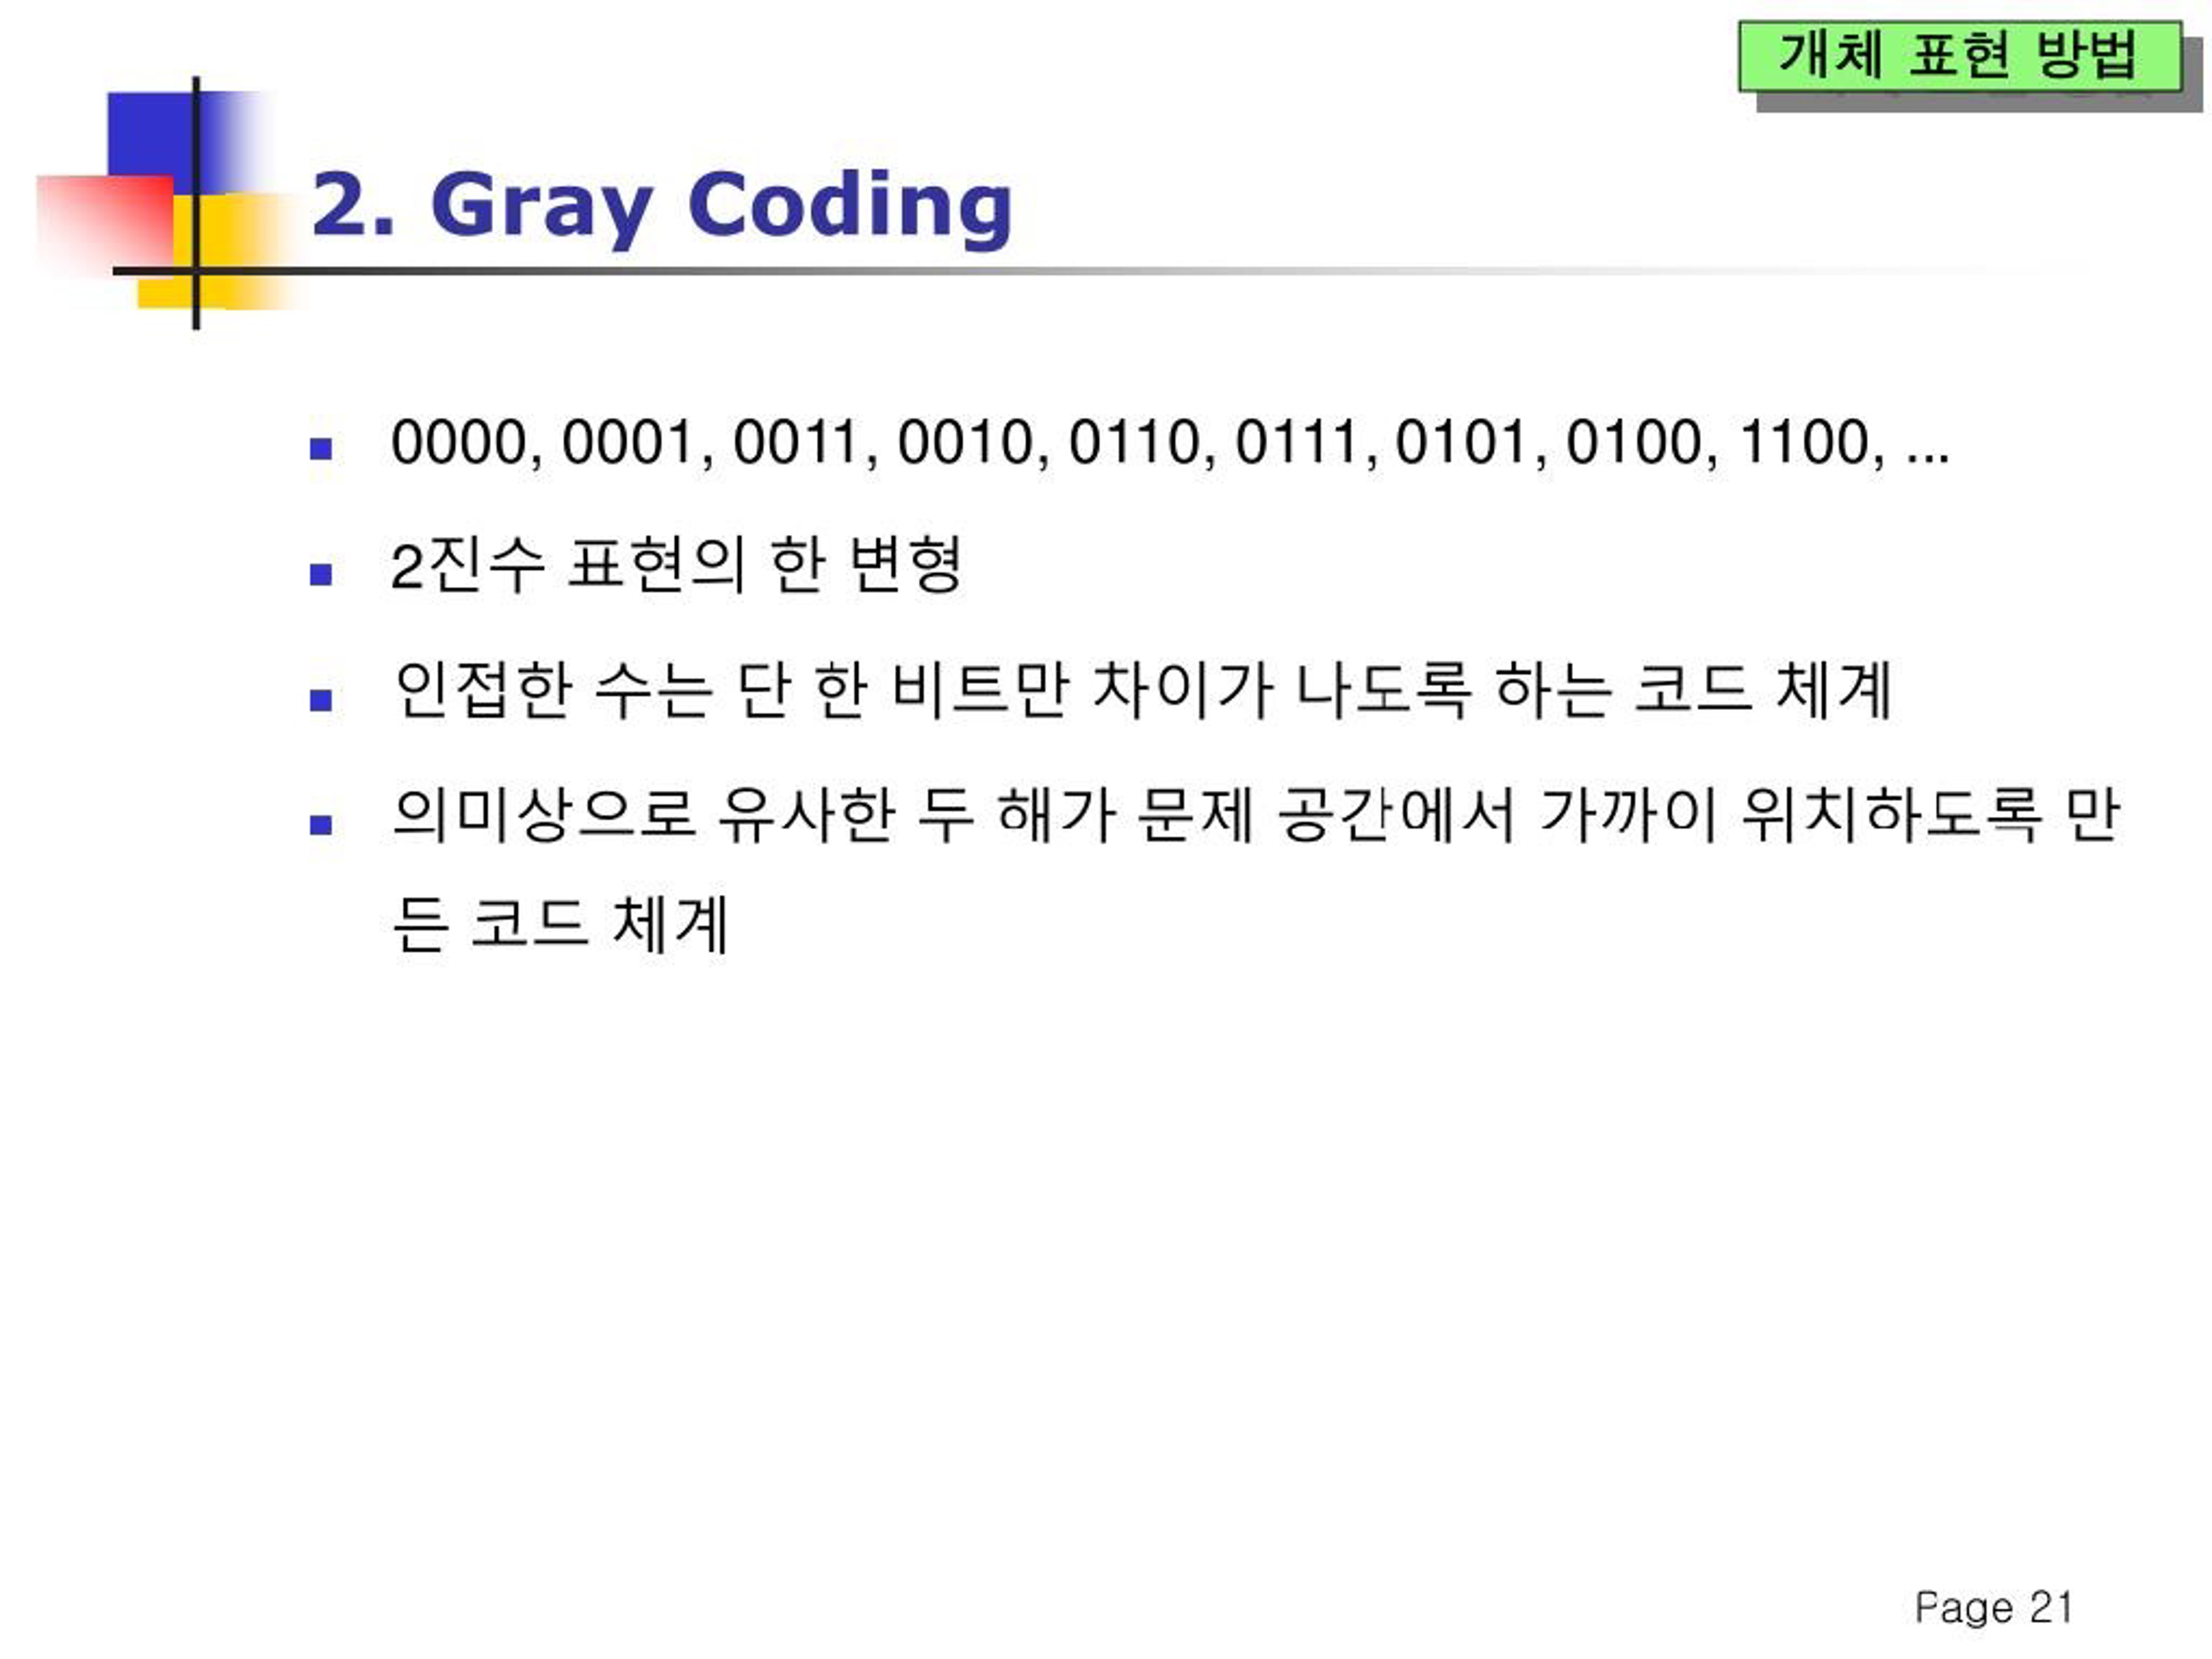 개체 표현 방법
2. Gray Coding
0000, 0001, 0011, 0010, 0110, 0111, 0101, 0100, 1100, ...
2진수 표현의 한 변형
인접한 수는 단 한 비트만 차이가 나도록 하는 코드 체계
의미상으로 유사한 두 해가 문제 공간에서 가까이 위치하도록 만
든 코드 체계
Page 21